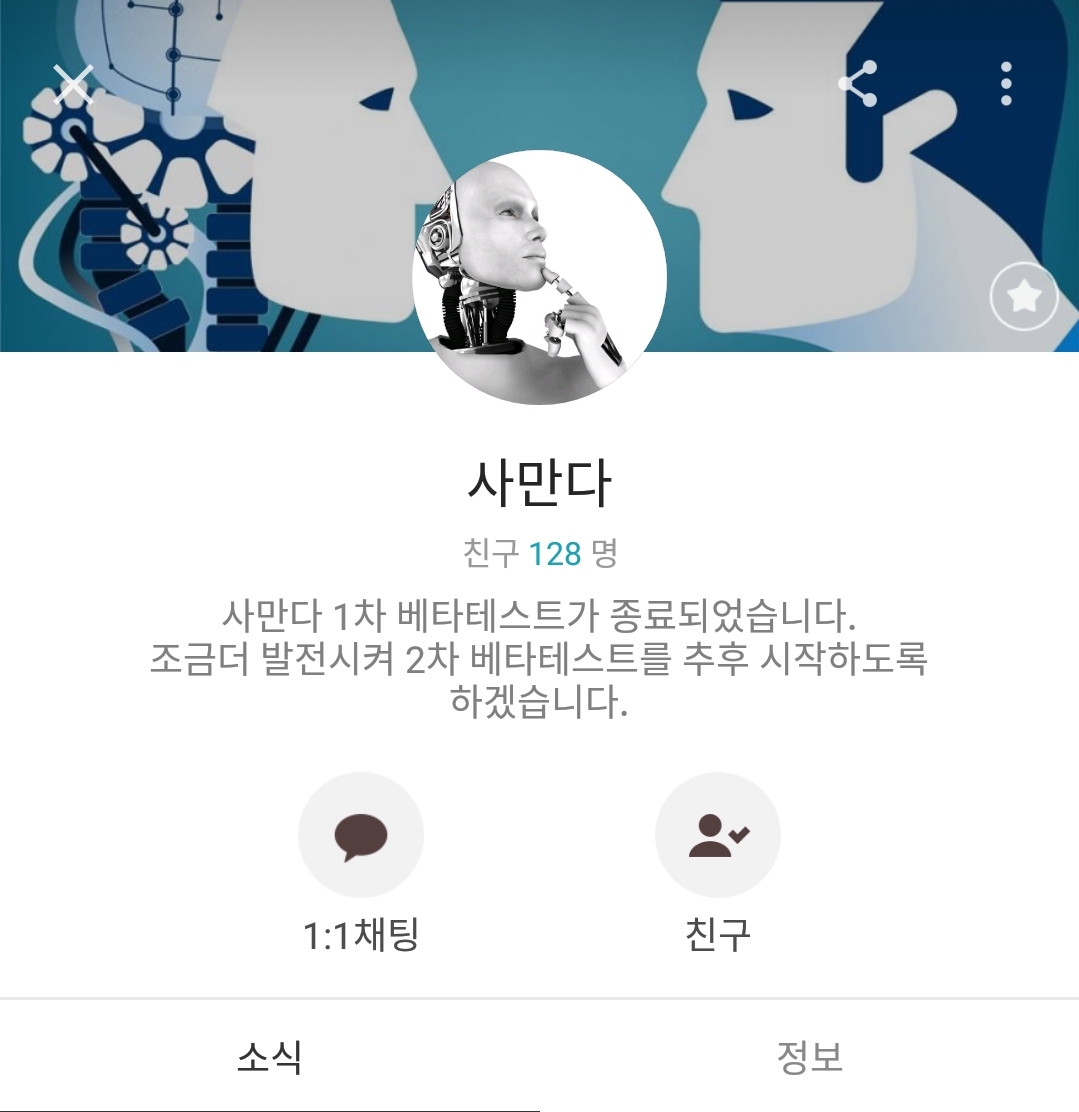 사만다
친구 128 명
사만다 1차 베타테스트가 종료되었습니다.
조금더 발전시켜 2차 베타테스트를 추후 시작하도록
하겠습니다.
1:1채팅
친구
소식
정보